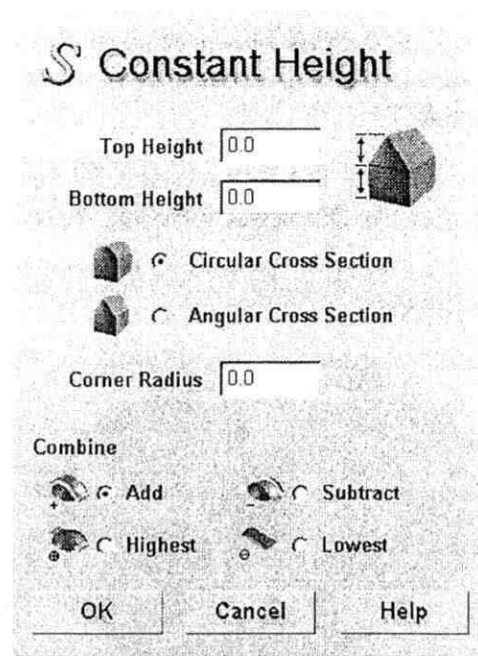 S Constant Height
Top Height 0.0
Bottom Height 0.0
Circular Cross Section
Angular Cross Section
Corner Radius 0.0
Combine
Add Subtract
Highest Lowest
OK Cancel Help